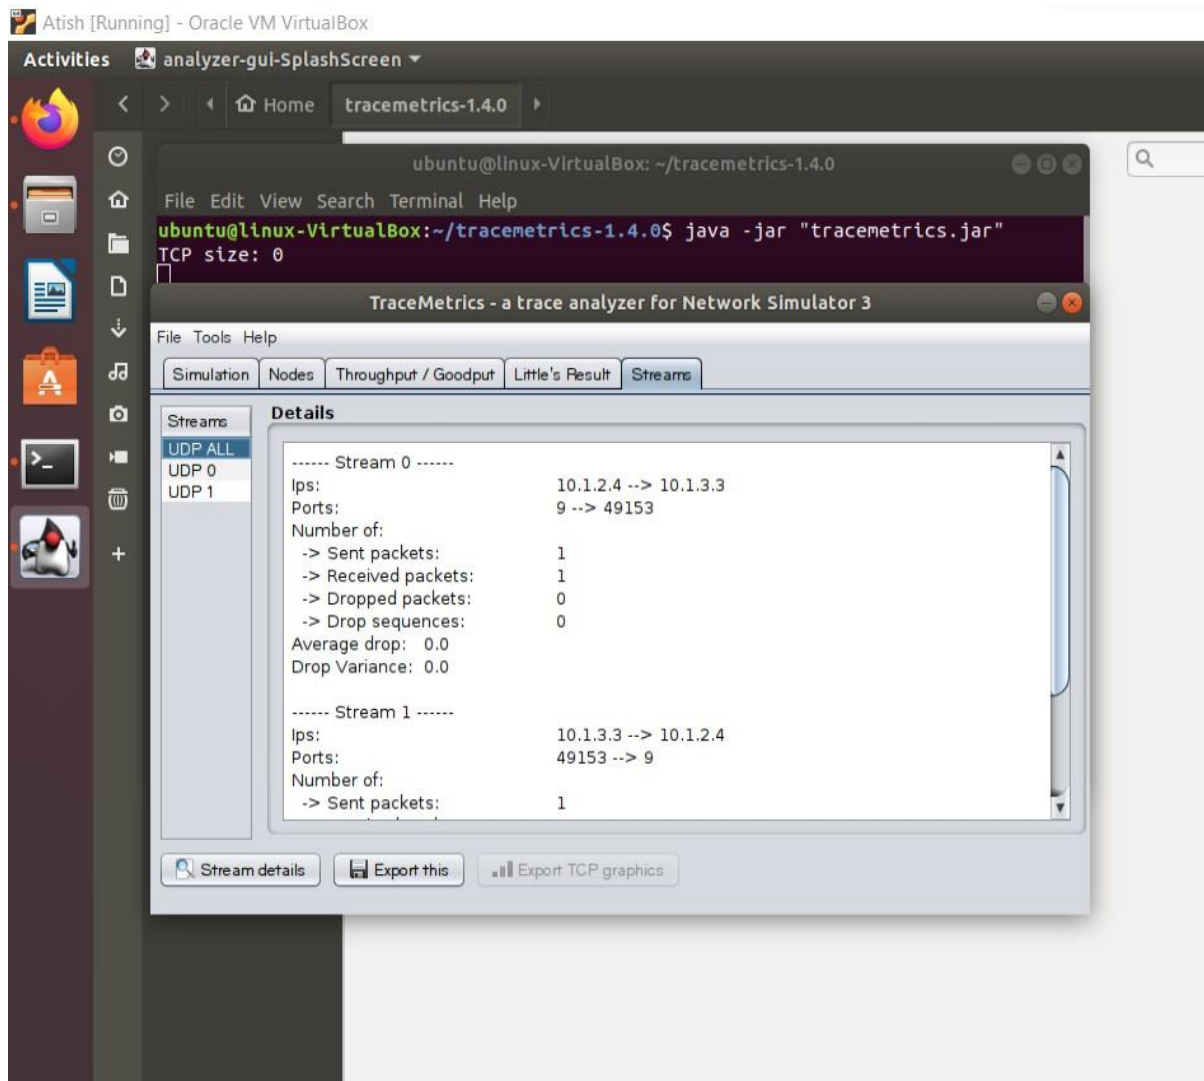 Atish [Running] - Oracle VM VirtualBox
Activities analyzer-gui-SplashScreen
Home tracemetrics-1.4.0
ubuntu@linux-VirtualBox: ~/tracemetrics-1.4.0
File Edit View Search Terminal Help
ubuntu@linux-VirtualBox:~/tracemetrics-1.4.0$ java -jar "tracemetrics.jar"
TCP size: 0
TraceMetrics - a trace analyzer for Network Simulator 3
File Tools Help
Simulation Nodes Throughput / Goodput Little's Result Streams
Streams
UDP ALL
UDP 0
UDP 1
Details
------ Stream 0 ------
Ips: 10.1.2.4 --> 10.1.3.3
Ports: 9 --> 49153
Number of:
-> Sent packets: 1
-> Received packets: 1
-> Dropped packets: 0
-> Drop sequences: 0
Average drop: 0.0
Drop Variance: 0.0
------ Stream 1 ------
Ips: 10.1.3.3 --> 10.1.2.4
Ports: 49153 --> 9
Number of:
-> Sent packets: 1
Stream details Export this Export TCP graphics